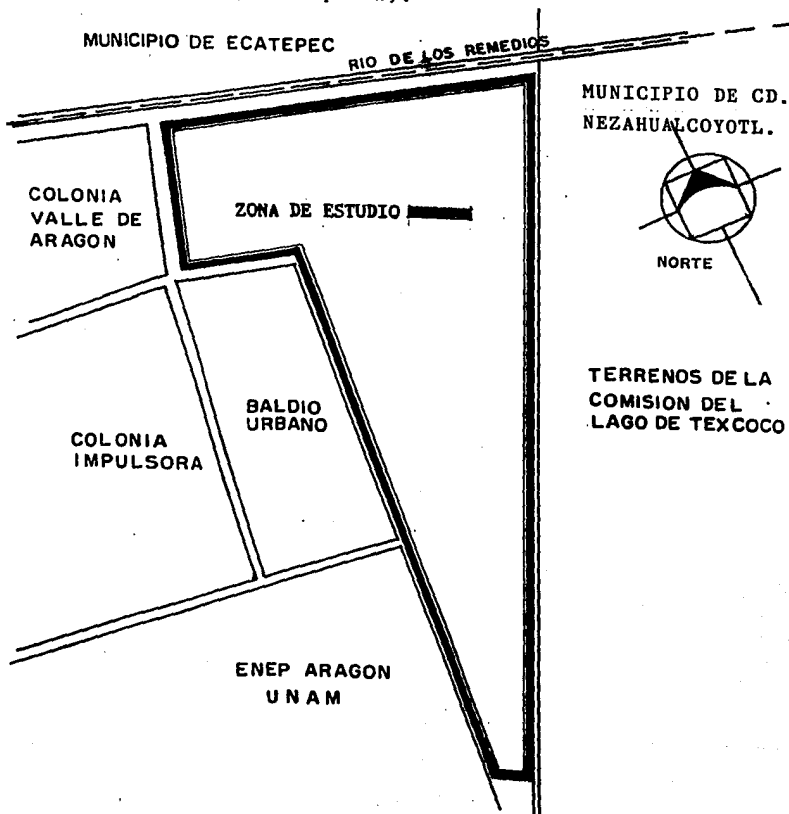 MUNICIPIO DE ECATEPEC
RIO DE LOS REMEDIOS
MUNICIPIO DE CD.
NEZAHUALCOYOTL.
COLONIA
VALLE DE
ARAGON
ZONA DE ESTUDIO
NORTE
TERRENOS DE LA
COMISION DEL
LAGO DE TEXCOCO
BALDIO
URBANO
COLONIA
IMPULSORA
ENEP ARAGON
UNAM